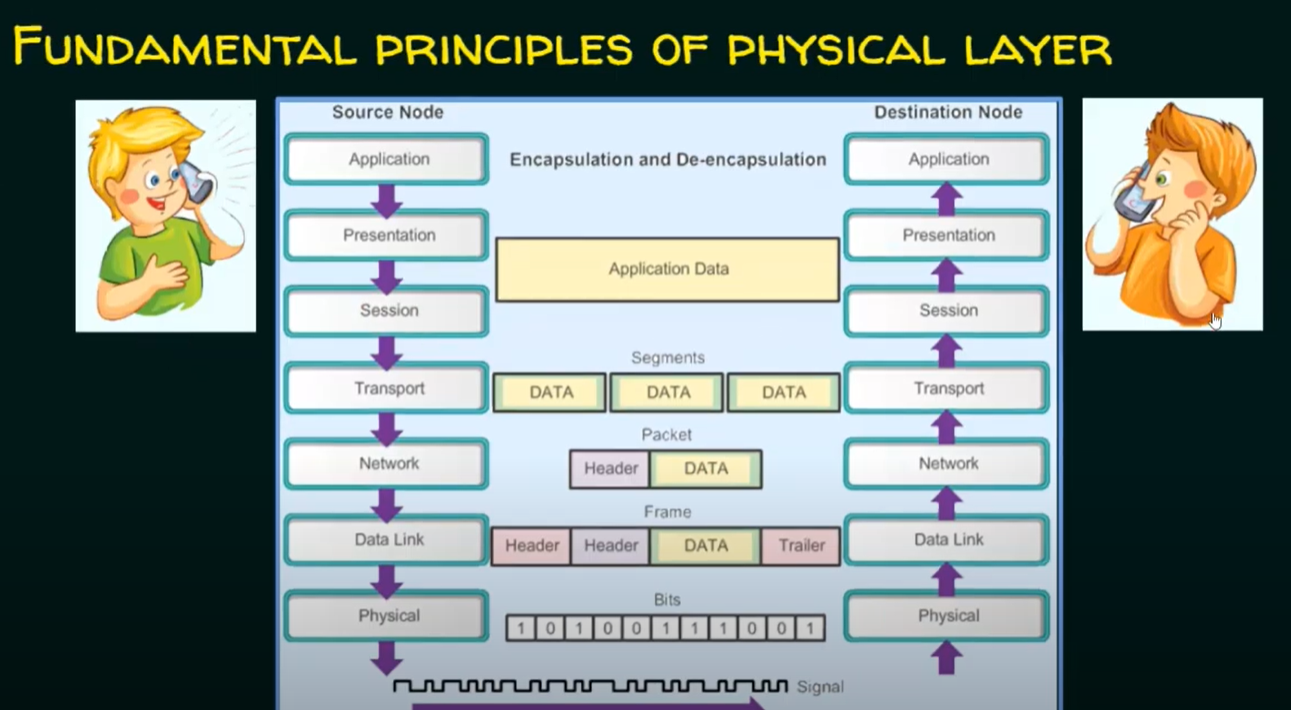 FUNDAMENTAL PRINCIPLES OF PHYSICAL LAYER
Source Node
Destination Node
Application
Encapsulation and De-encapsulation
Application
Presentation
Presentation
Application Data
Session
Session
Segments
Transport
DATA DATA DATA
Transport
Packet
Network
Header DATA
Network
Frame
Data Link
Header Header DATA Trailer
Data Link
Bits
Physical
1 0 1 0 0 1 1 1 0 0 1
Physical
Signal